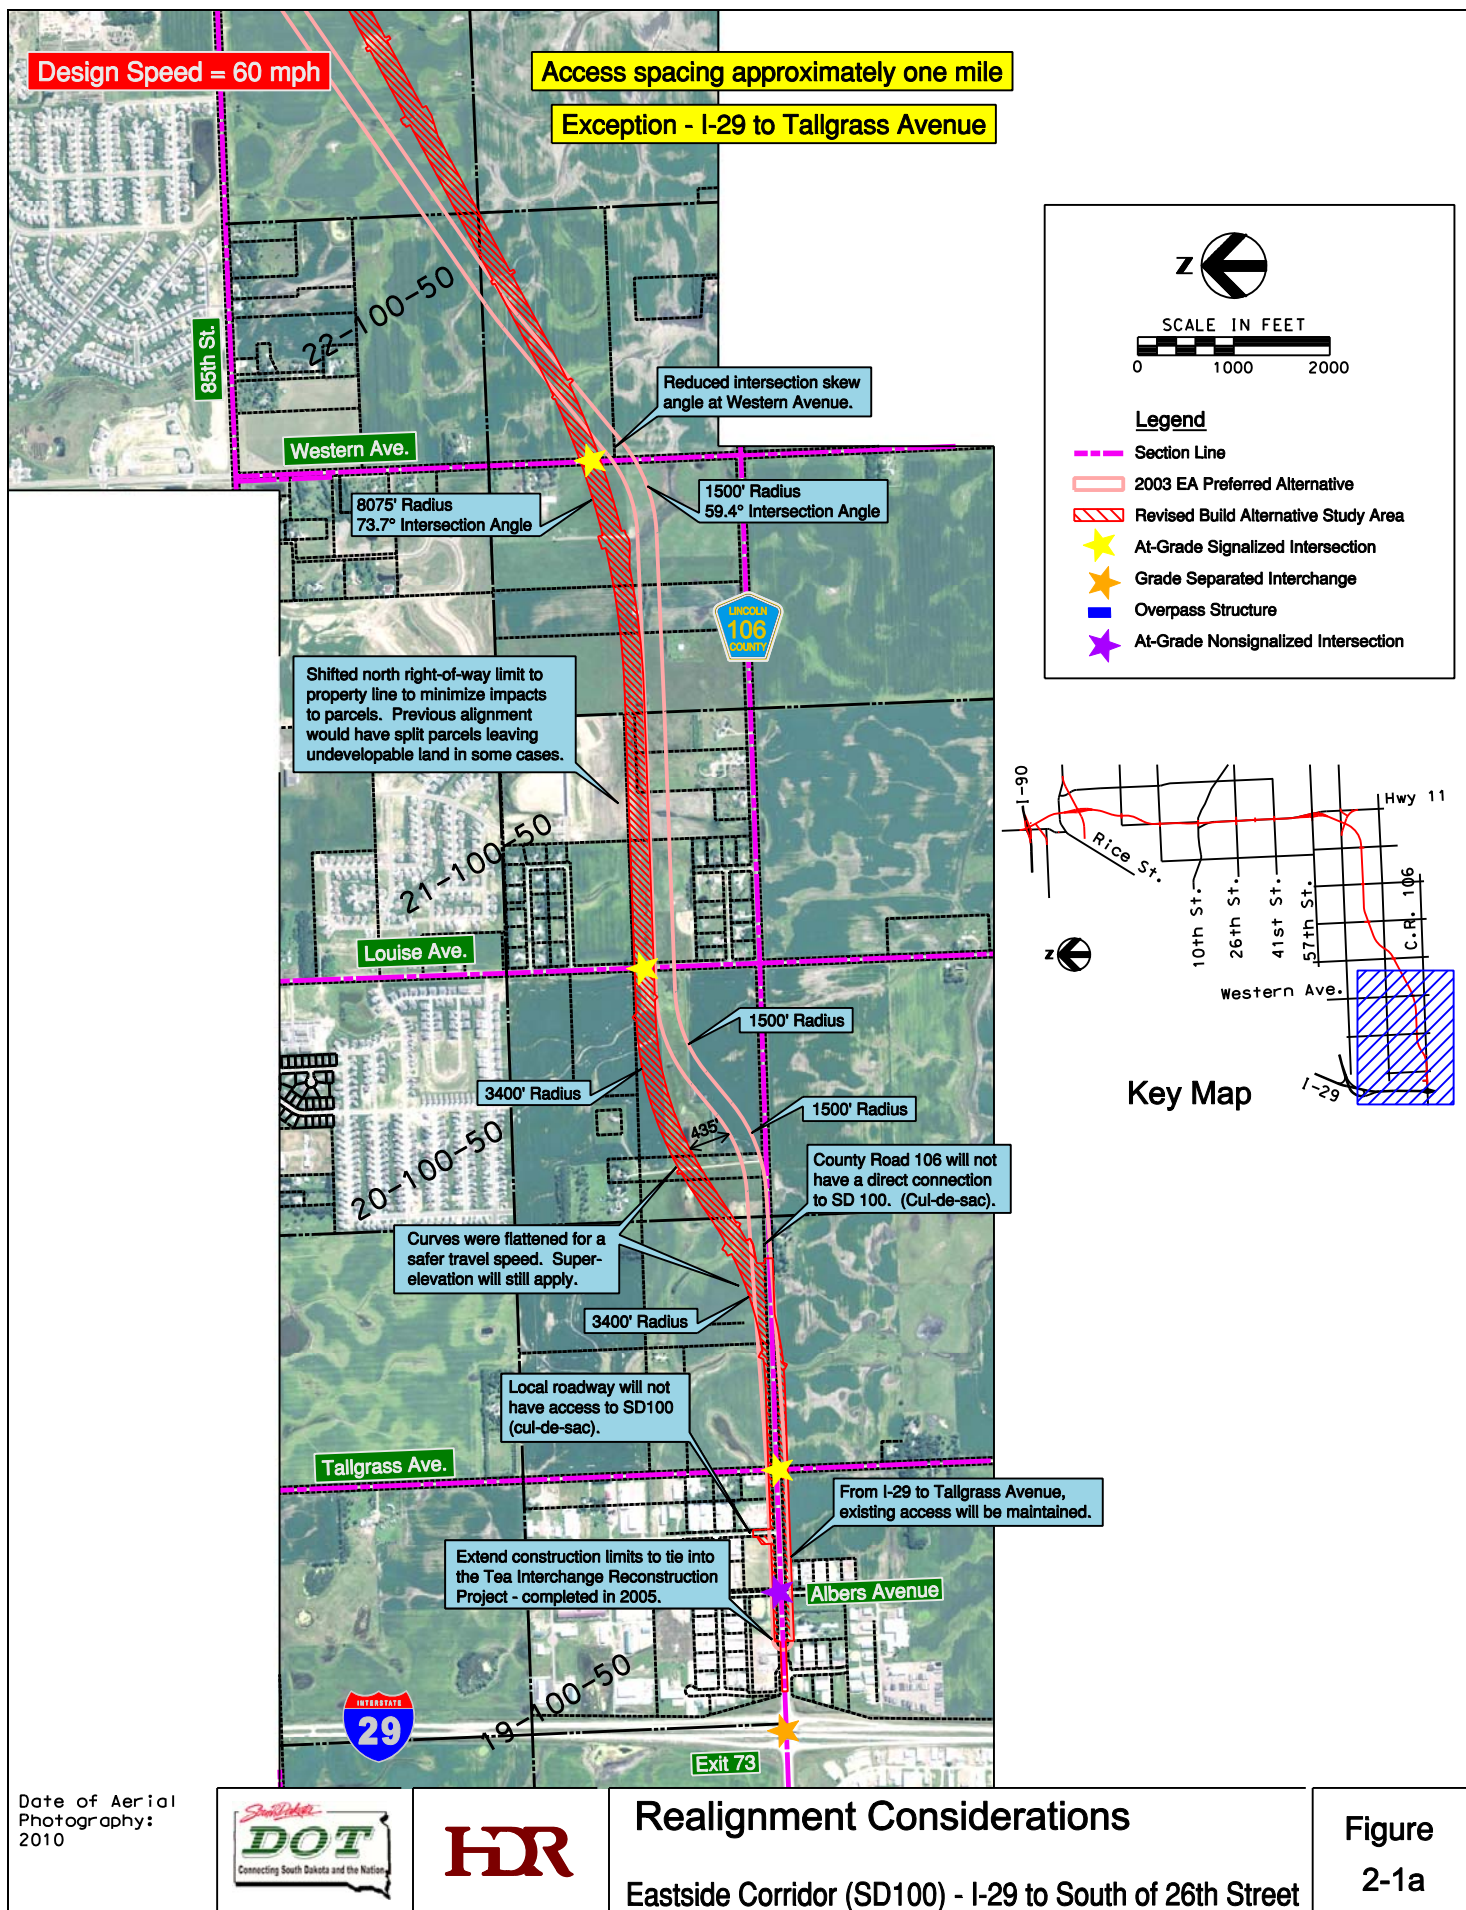 Design Speed = 60 mph
Access spacing approximately one mile
Exception - I-29 to Tallgrass Avenue
Z
SCALE IN FEET
0 1000 2000
Legend
Section Line
2003 EA Preferred Alternative
Revised Build Alternative Study Area
At-Grade Signalized Intersection
Grade Separated Interchange
Overpass Structure
At-Grade Nonsignalized Intersection
22-100-50
85th St.
Reduced intersection skew
angle at Western Avenue.
Western Ave.
8075' Radius
73.7° Intersection Angle
1500' Radius
59.4° Intersection Angle
LINCOLN
106
COUNTY
Shifted north right-of-way limit to
property line to minimize impacts
to parcels. Previous alignment
would have split parcels leaving
undevelopable land in some cases.
21-100-50
Louise Ave.
1500' Radius
3400' Radius
1500' Radius
435'
20-100-50
County Road 106 will not
have a direct connection
to SD 100. (Cul-de-sac).
Curves were flattened for a
safer travel speed. Super-
elevation will still apply.
3400' Radius
Local roadway will not
have access to SD100
(cul-de-sac).
Tallgrass Ave.
From I-29 to Tallgrass Avenue,
existing access will be maintained.
Extend construction limits to tie into
the Tea Interchange Reconstruction
Project - completed in 2005.
Albers Avenue
19-100-50
INTERSTATE
29
Exit 73
I-90
Hwy 11
Rice St.
10th St.
26th St.
41st St.
57th St.
C.R. 106
Z
Western Ave.
I-29
Key Map
Date of Aerial
Photography:
2010
South Dakota
DOT
Connecting South Dakota and the Nation
HDR
Realignment Considerations
Eastside Corridor (SD100) - I-29 to South of 26th Street
Figure
2-1a